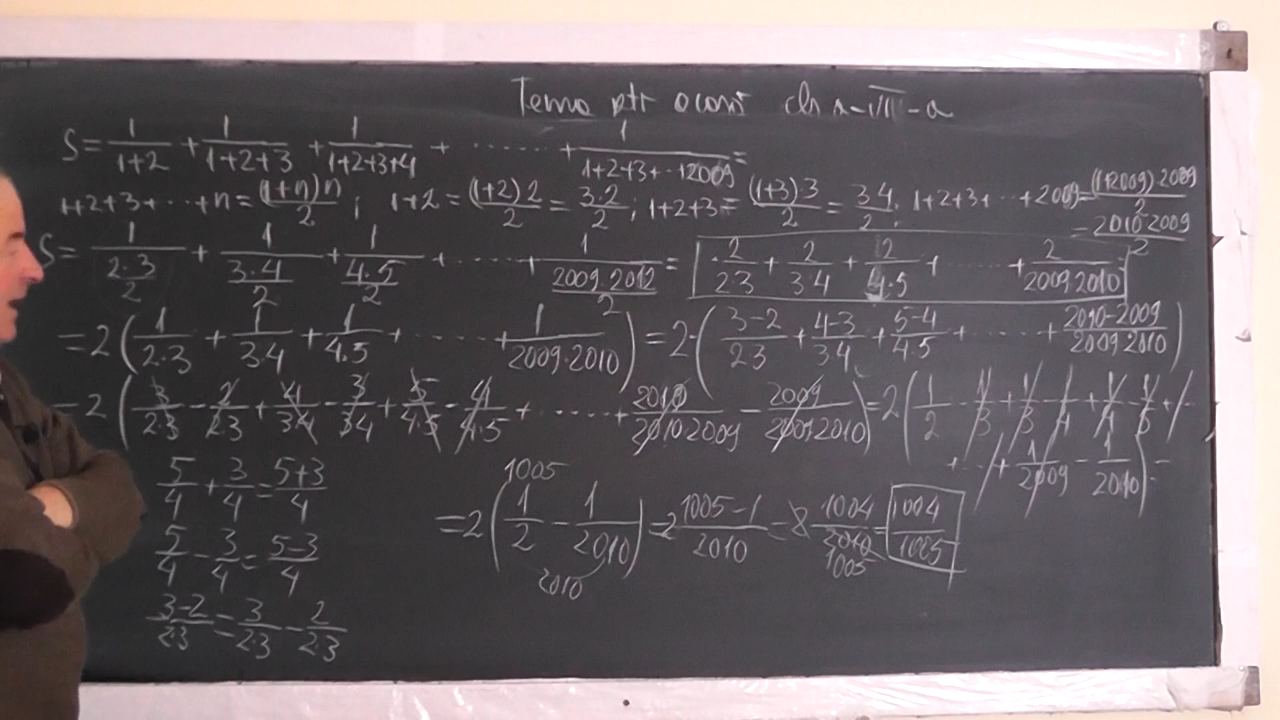 Tema ptr
S = 1/(1+2) + 1/(1+2+3) + 1/(1+2+3+4) + ....... + 1/(1+2+3+...+2009) =
1+2+3+...+n = (1+n)n/2 ; 1+2 = (1+2)2/2 = 3·2/2 ; 1+2+3 = (1+3)·3/2 = 3·4/2 ; 1+2+3+...+2009 = (1+2009)·2009/2
= 2010·2009/2
S = 1/(2·3/2) + 1/(3·4/2) + 1/(4·5/2) + ....... + 1/(2009·2012/2) = 2/2·3 + 2/3·4 + 2/4·5 + ....... + 2/2009·2010
= 2(1/2·3 + 1/3·4 + 1/4·5 + ....... + 1/2009·2010) = 2·(3-2/2·3 + 4-3/3·4 + 5-4/4·5 + ....... + 2010-2009/2009·2010)
= 2(3/2·3 - 2/2·3 + 4/3·4 - 3/3·4 + 5/4·5 - 4/4·5 + ....... + 2010/2010·2009 - 2009/2009·2010) = 2(1/2 - 1/3 + 1/3 - 1/4 + 1/4 - 1/5 +
+ ... + 1/2009 - 1/2010) =
5/4 + 3/4 = 5+3/4
5/4 - 3/4 = 5-3/4
3-2/2·3 = 3/2·3 - 2/2·3
1005
= 2(1/2 - 1/2010) = 2 1005-1/2010 = 2 1004/2010 = 1004/1005
2010
1005